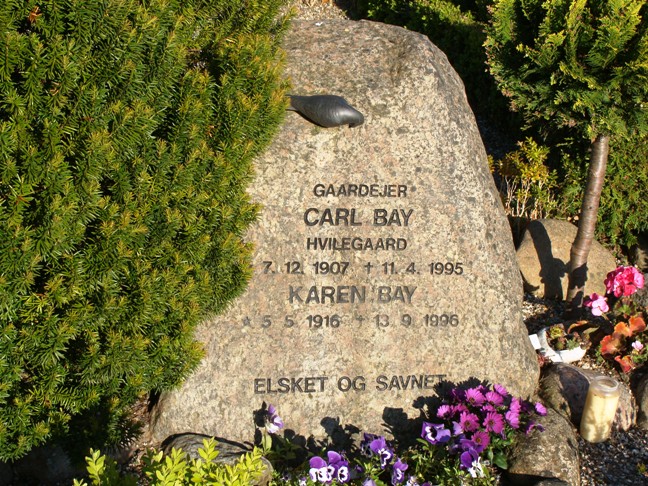 GAARDEJER
CARL BAY
HVILEGAARD
7. 12. 1907 † 11. 4. 1995
KAREN BAY
★ 5. 5. 1916 † 13. 9. 1996
ELSKET OG SAVNET